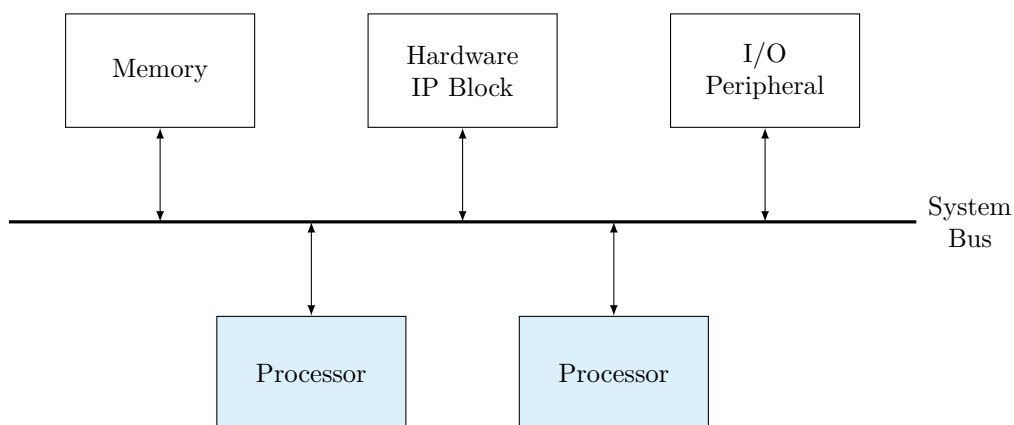 Memory
Hardware
IP Block
I/O
Peripheral
System
Bus
Processor
Processor